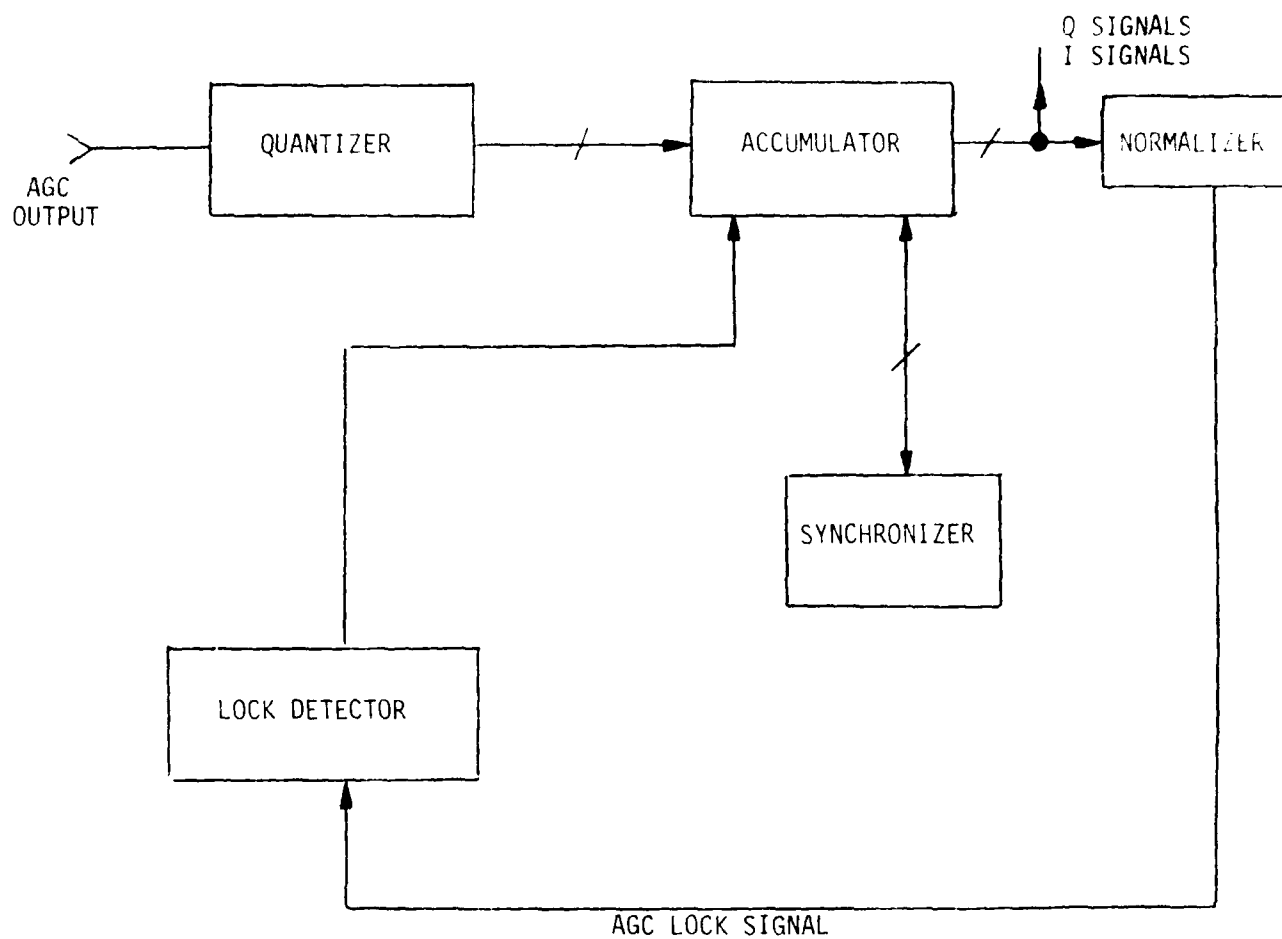 Q SIGNALS
I SIGNALS
QUANTIZER
ACCUMULATOR
NORMALIZER
AGC
OUTPUT
SYNCHRONIZER
LOCK DETECTOR
AGC LOCK SIGNAL